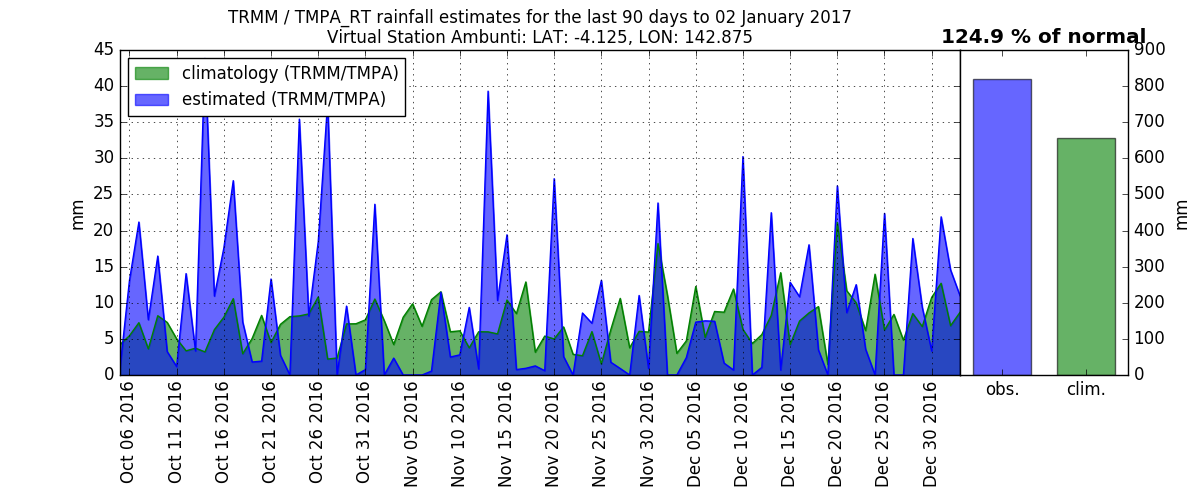 TRMM / TMPA_RT rainfall estimates for the last 90 days to 02 January 2017
Virtual Station Ambunti: LAT: -4.125, LON: 142.875
124.9 % of normal
climatology (TRMM/TMPA)
estimated (TRMM/TMPA)
mm
45
40
35
30
25
20
15
10
5
0
Oct 06 2016
Oct 11 2016
Oct 16 2016
Oct 21 2016
Oct 26 2016
Oct 31 2016
Nov 05 2016
Nov 10 2016
Nov 15 2016
Nov 20 2016
Nov 25 2016
Nov 30 2016
Dec 05 2016
Dec 10 2016
Dec 15 2016
Dec 20 2016
Dec 25 2016
Dec 30 2016
900
800
700
600
500
400
300
200
100
0
mm
obs.
clim.